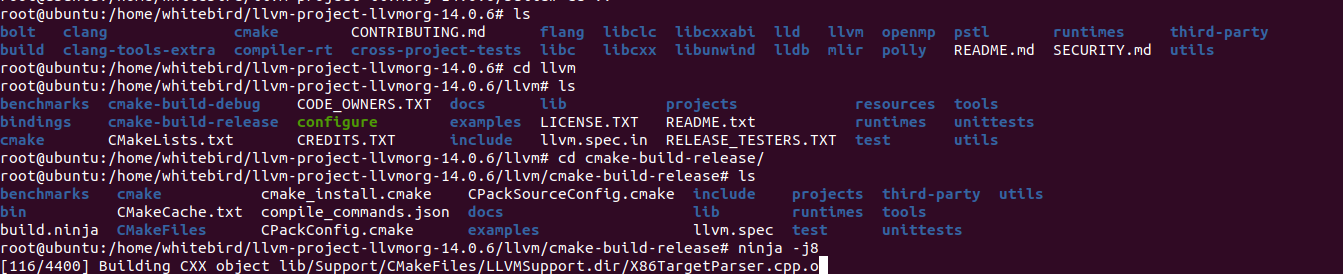 root@ubuntu:/home/whitebird/llvm-project-llvmorg-14.0.6# ls
bolt clang cmake CONTRIBUTING.md flang libclc libcxxabi lld llvm openmp pstl runtimes third-party
build clang-tools-extra compiler-rt cross-project-tests libc libcxx libunwind lldb mlir polly README.md SECURITY.md utils
root@ubuntu:/home/whitebird/llvm-project-llvmorg-14.0.6# cd llvm
root@ubuntu:/home/whitebird/llvm-project-llvmorg-14.0.6/llvm# ls
benchmarks cmake-build-debug CODE_OWNERS.TXT docs lib projects resources tools
bindings cmake-build-release configure examples LICENSE.TXT README.txt runtimes unittests
cmake CMakeLists.txt CREDITS.TXT include llvm.spec.in RELEASE_TESTERS.TXT test utils
root@ubuntu:/home/whitebird/llvm-project-llvmorg-14.0.6/llvm# cd cmake-build-release/
root@ubuntu:/home/whitebird/llvm-project-llvmorg-14.0.6/llvm/cmake-build-release# ls
benchmarks cmake cmake_install.cmake CPackSourceConfig.cmake include projects third-party utils
bin CMakeCache.txt compile_commands.json docs lib runtimes tools
build.ninja CMakeFiles CPackConfig.cmake examples llvm.spec test unittests
root@ubuntu:/home/whitebird/llvm-project-llvmorg-14.0.6/llvm/cmake-build-release# ninja -j8
[116/4400] Building CXX object lib/Support/CMakeFiles/LLVMSupport.dir/X86TargetParser.cpp.o